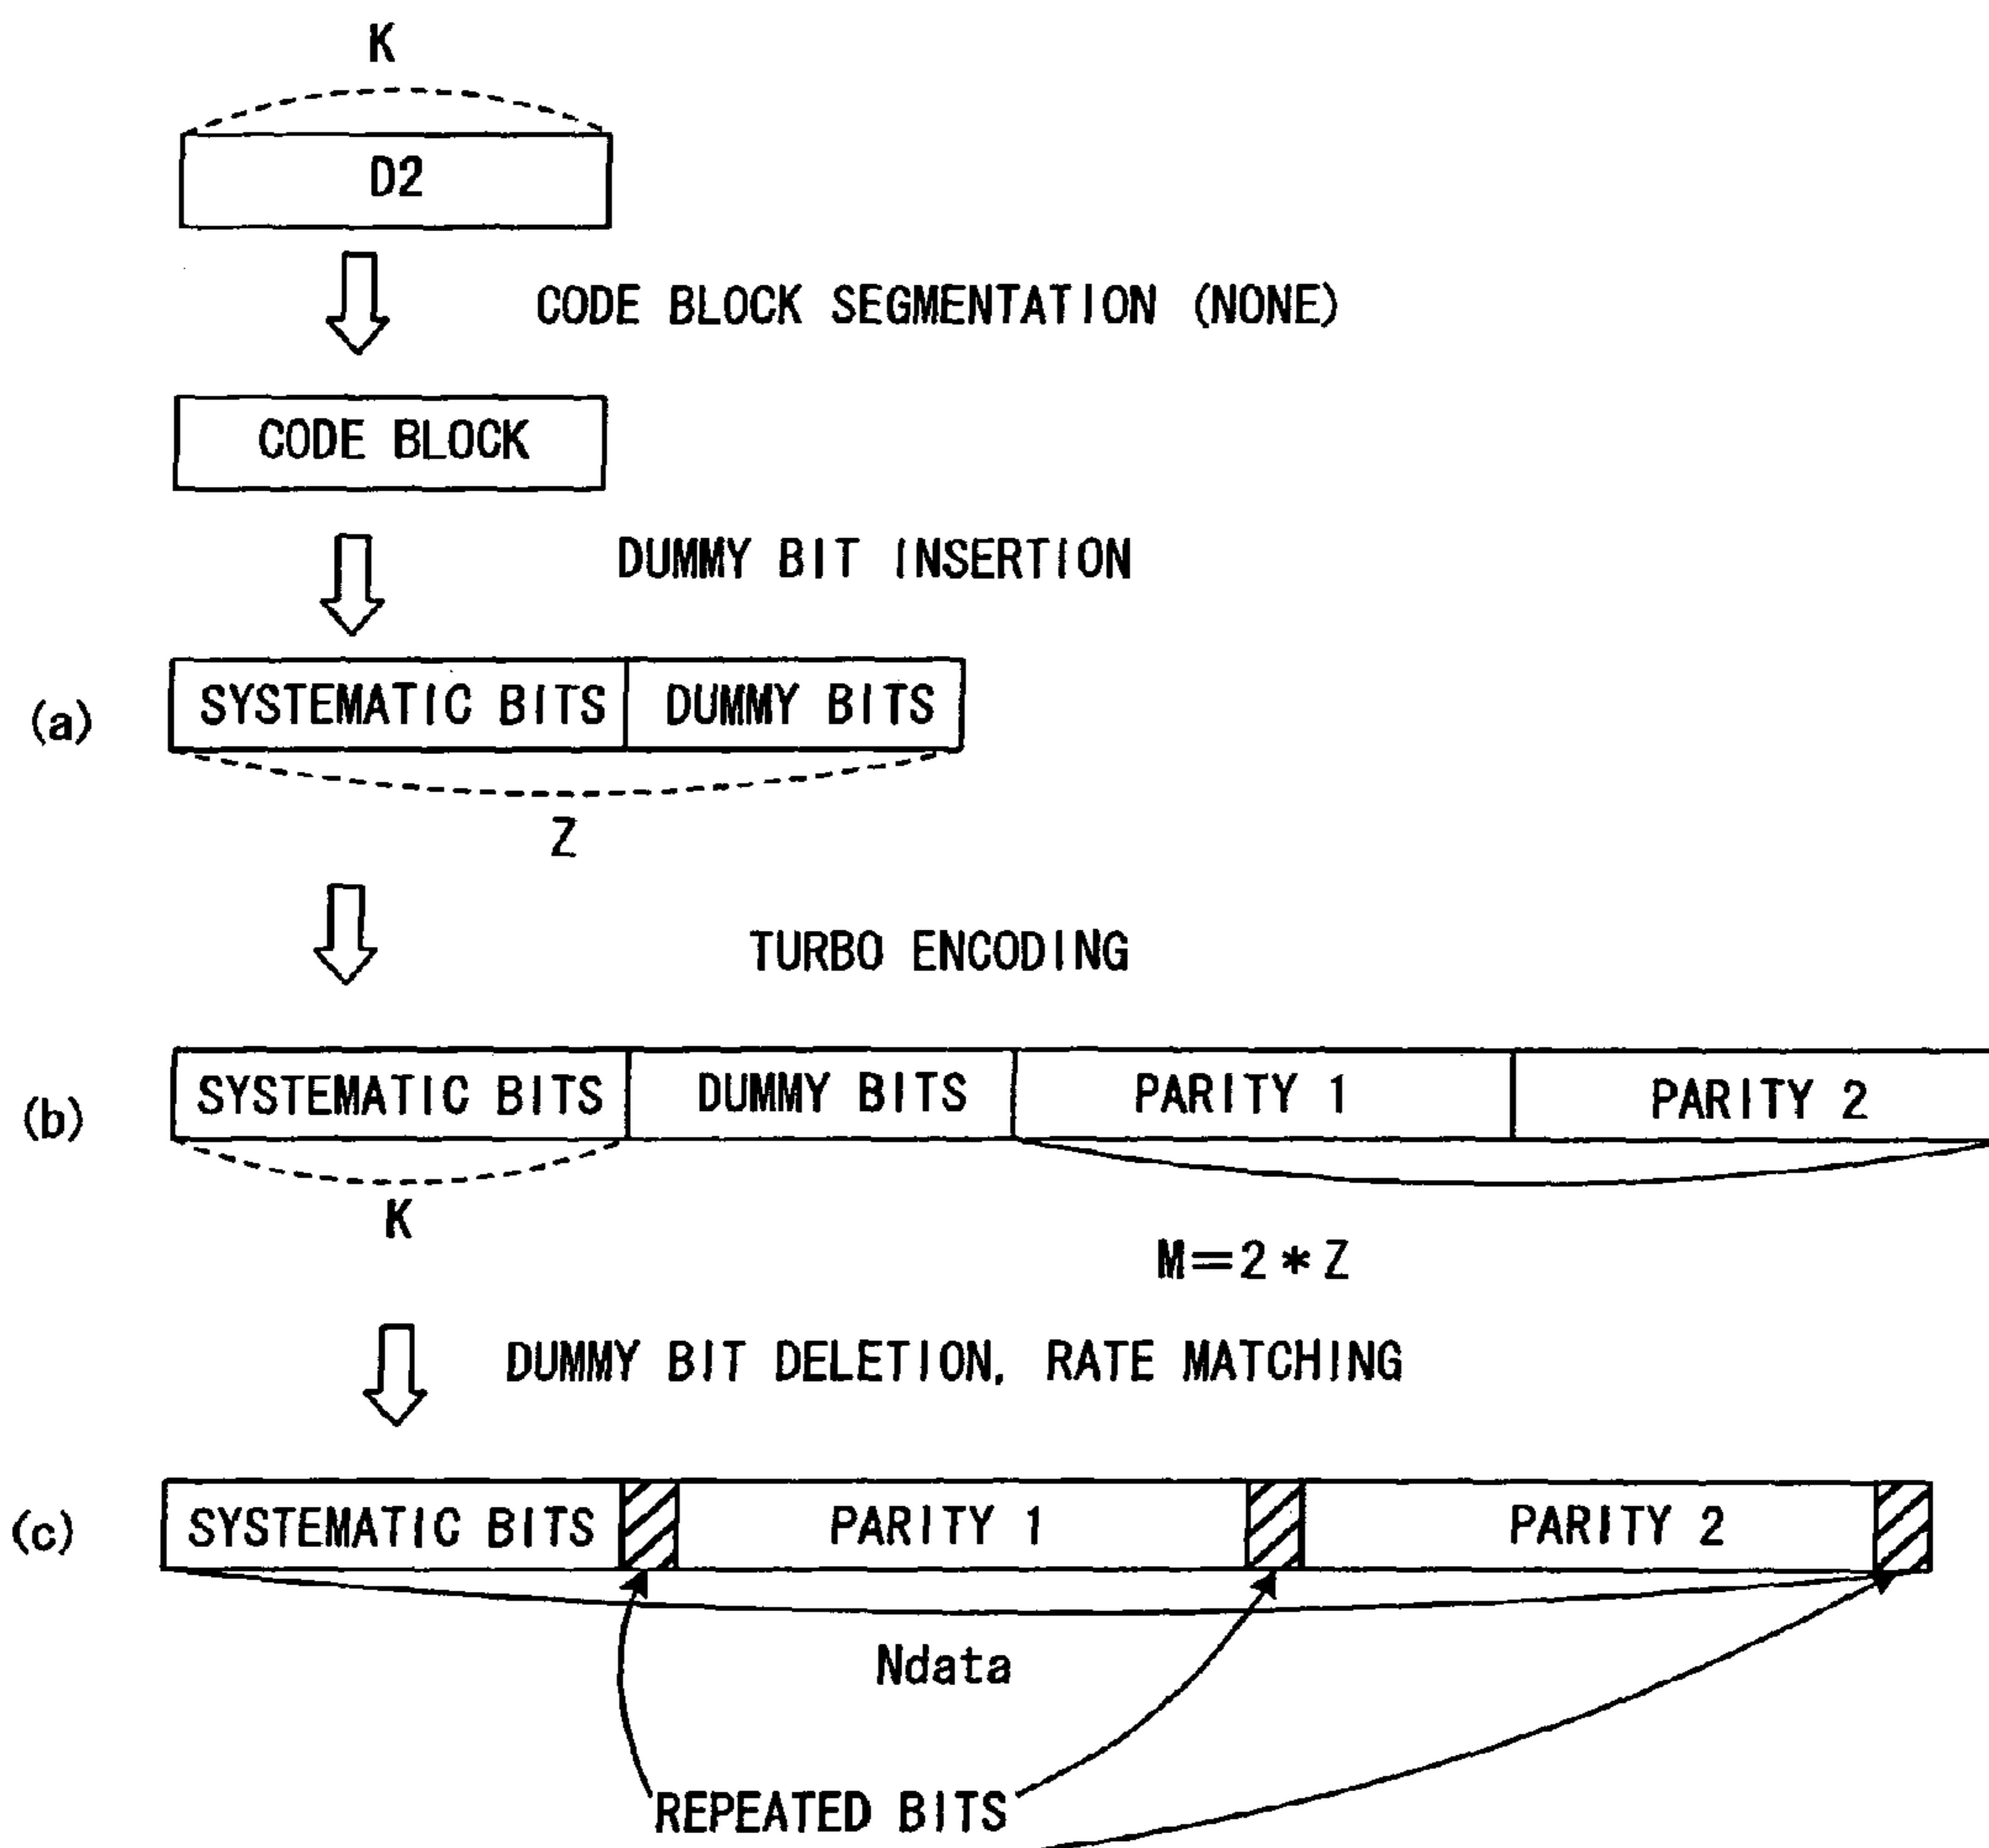 K
D2
CODE BLOCK SEGMENTATION (NONE)
CODE BLOCK
DUMMY BIT INSERTION
(a) SYSTEMATIC BITS DUMMY BITS
Z
TURBO ENCODING
(b) SYSTEMATIC BITS DUMMY BITS PARITY 1 PARITY 2
K
M=2*Z
DUMMY BIT DELETION, RATE MATCHING
(c) SYSTEMATIC BITS PARITY 1 PARITY 2
Ndata
REPEATED BITS